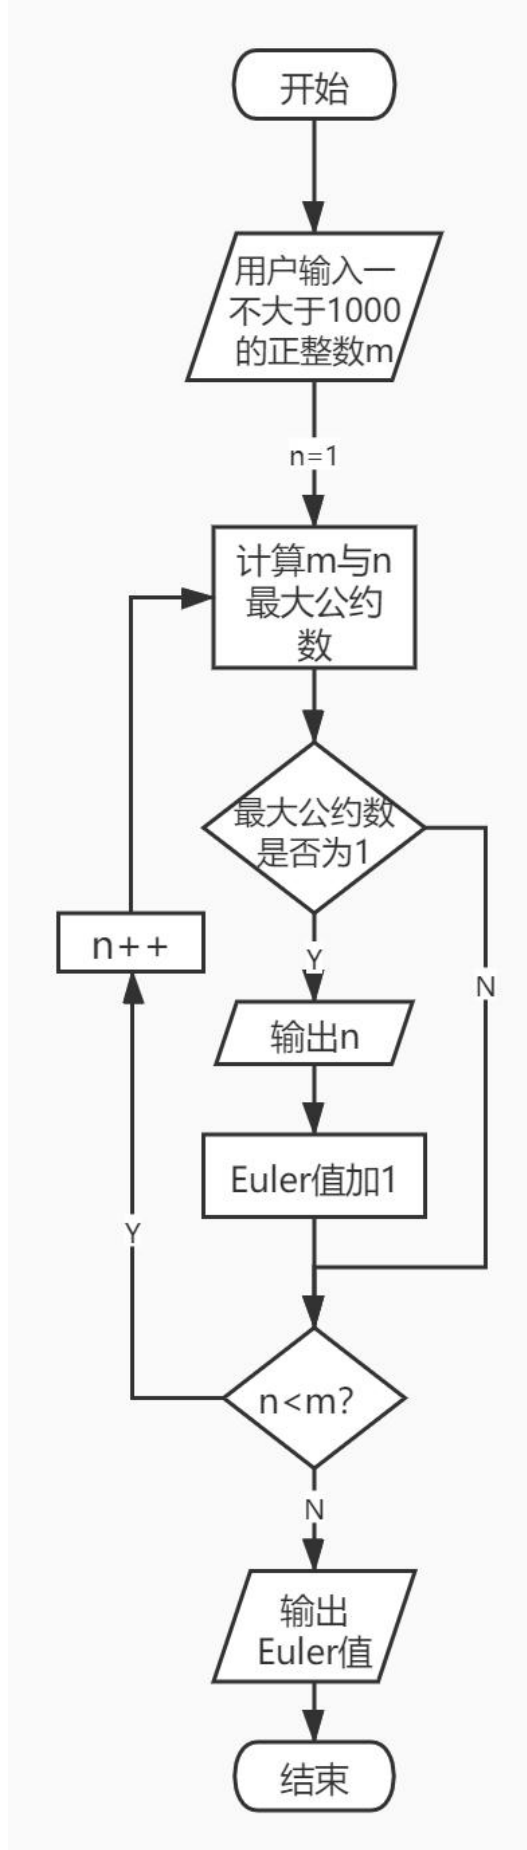 开始
用户输入一
不大于1000
的正整数m
n=1
计算m与n
最大公约
数
最大公约数
是否为1
Y
N
输出n
Euler值加1
n++
Y
n<m?
N
输出
Euler值
结束